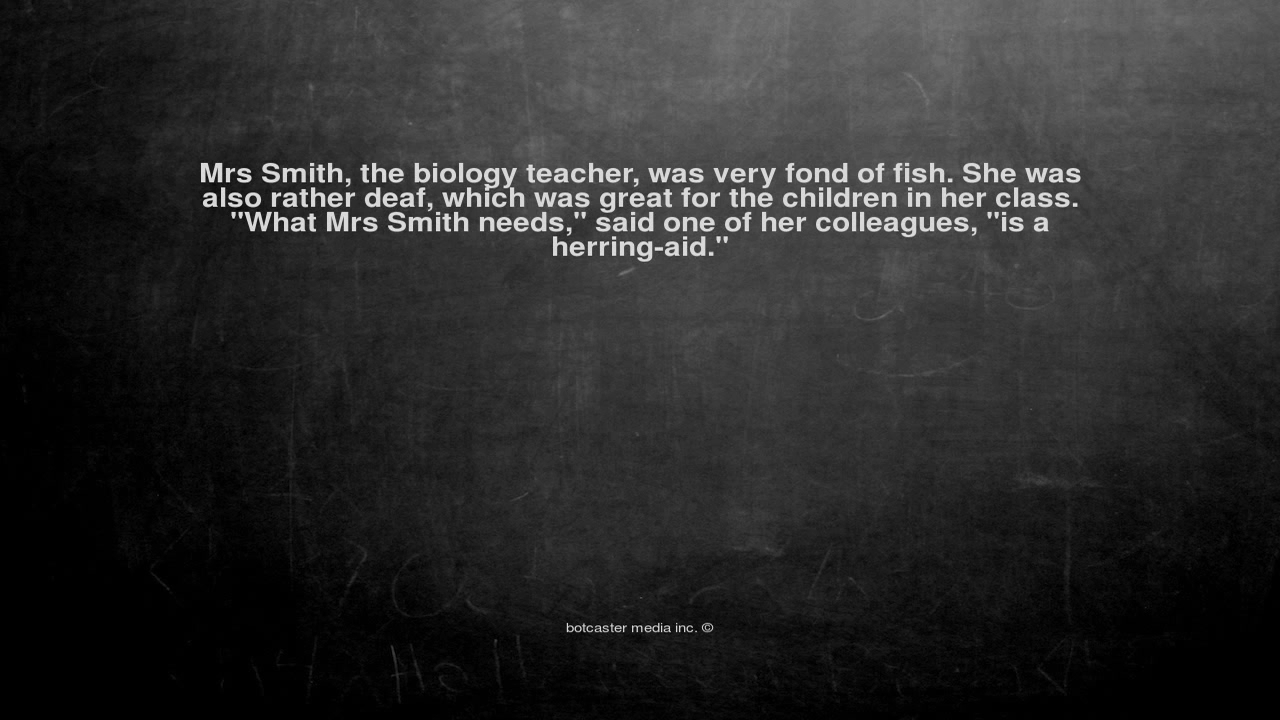 Mrs Smith, the biology teacher, was very fond of fish. She was
also rather deaf, which was great for the children in her class.
"What Mrs Smith needs," said one of her colleagues, "is a
herring-aid."
botcaster media inc. ©